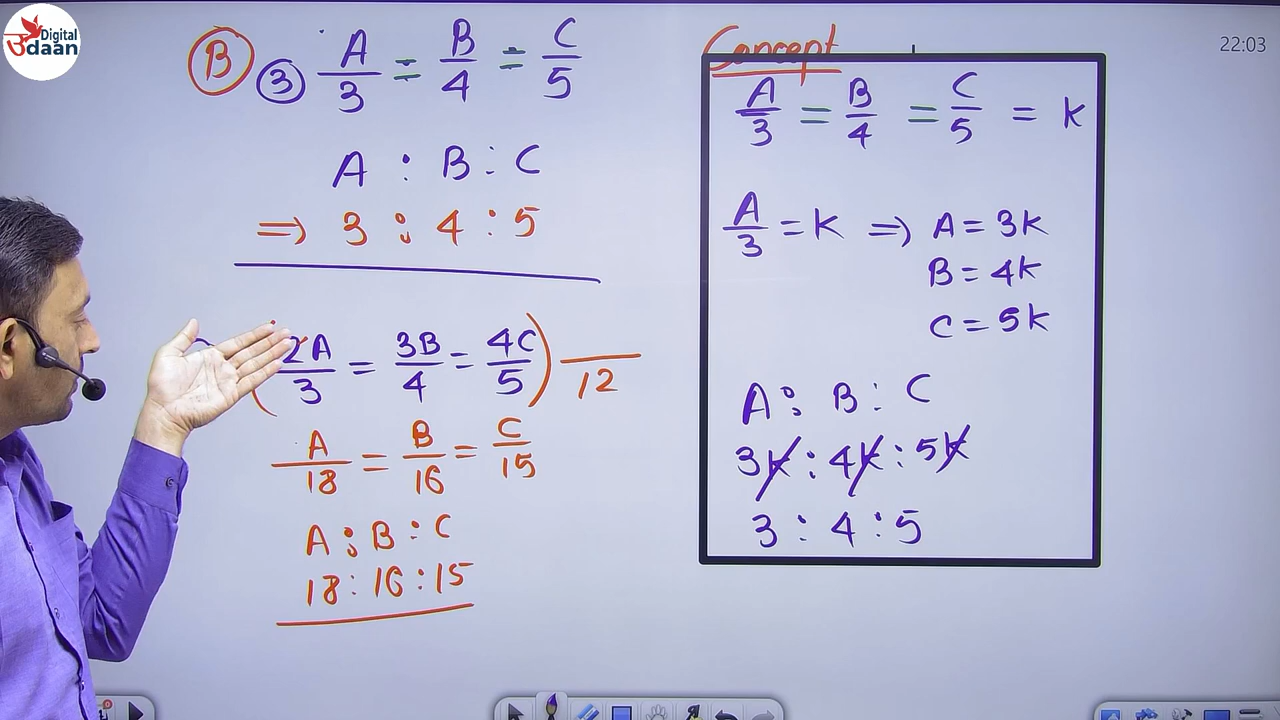 Digital
उdaan
22:03
B 3 A/3 = B/4 = C/5
A : B : C
⇒ 3 : 4 : 5
(2A/3 = 3B/4 = 4C/5) /12
A/18 = B/16 = C/15
A : B : C
18 : 16 : 15
Concept
A/3 = B/4 = C/5 = K
A/3 = K ⇒ A = 3K
B = 4K
C = 5K
A : B : C
3K : 4K : 5K
3 : 4 : 5